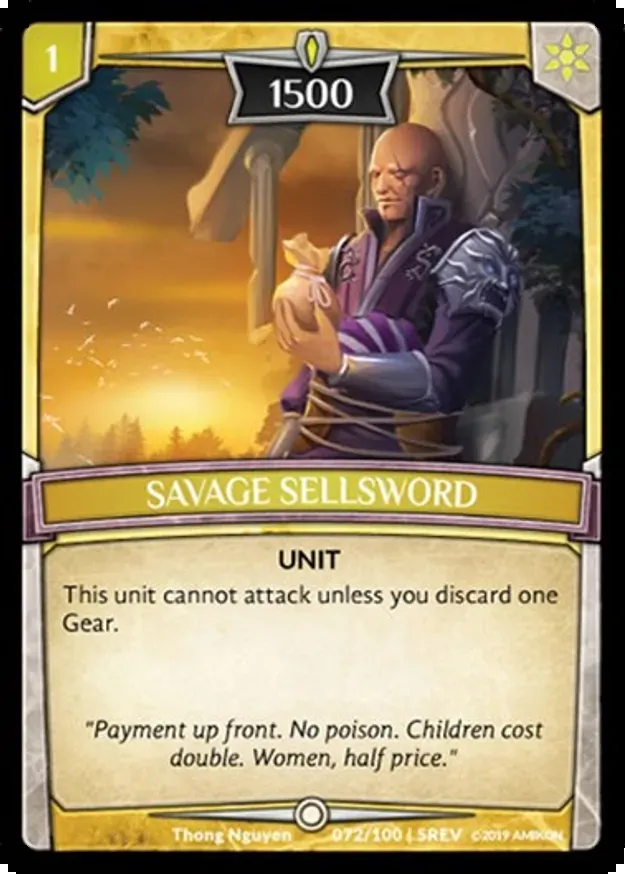 1
1500
SAVAGE SELLSWORD
UNIT
This unit cannot attack unless you discard one
Gear.
"Payment up front. No poison. Children cost
double. Women, half price."
Thong Nguyen 072/100 | SREV ©2019 AMIKON